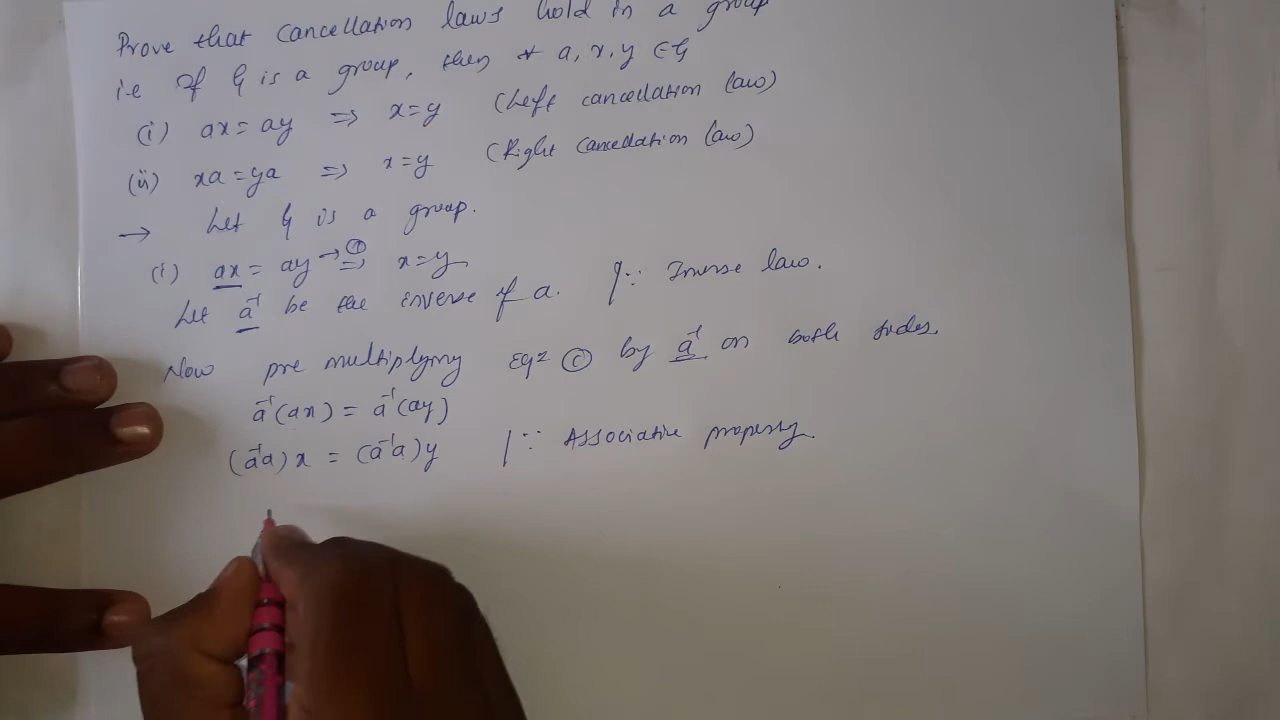 Prove that cancellation laws hold in a group
i.e If G is a group, then ∀ a, x, y ∈ G
(i) ax = ay ⇒ x = y (Left cancellation law)
(ii) xa = ya ⇒ x = y (Right cancellation law)
→ Let G is a group.
(i) ax = ay → ① ⇒ x = y
Let a⁻¹ be the inverse of a. |∵ Inverse law.
Now pre multiplying eqⁿ ① by a⁻¹ on both sides.
a⁻¹(ax) = a⁻¹(ay)
(a⁻¹a)x = (a⁻¹a)y |∵ Associative property.